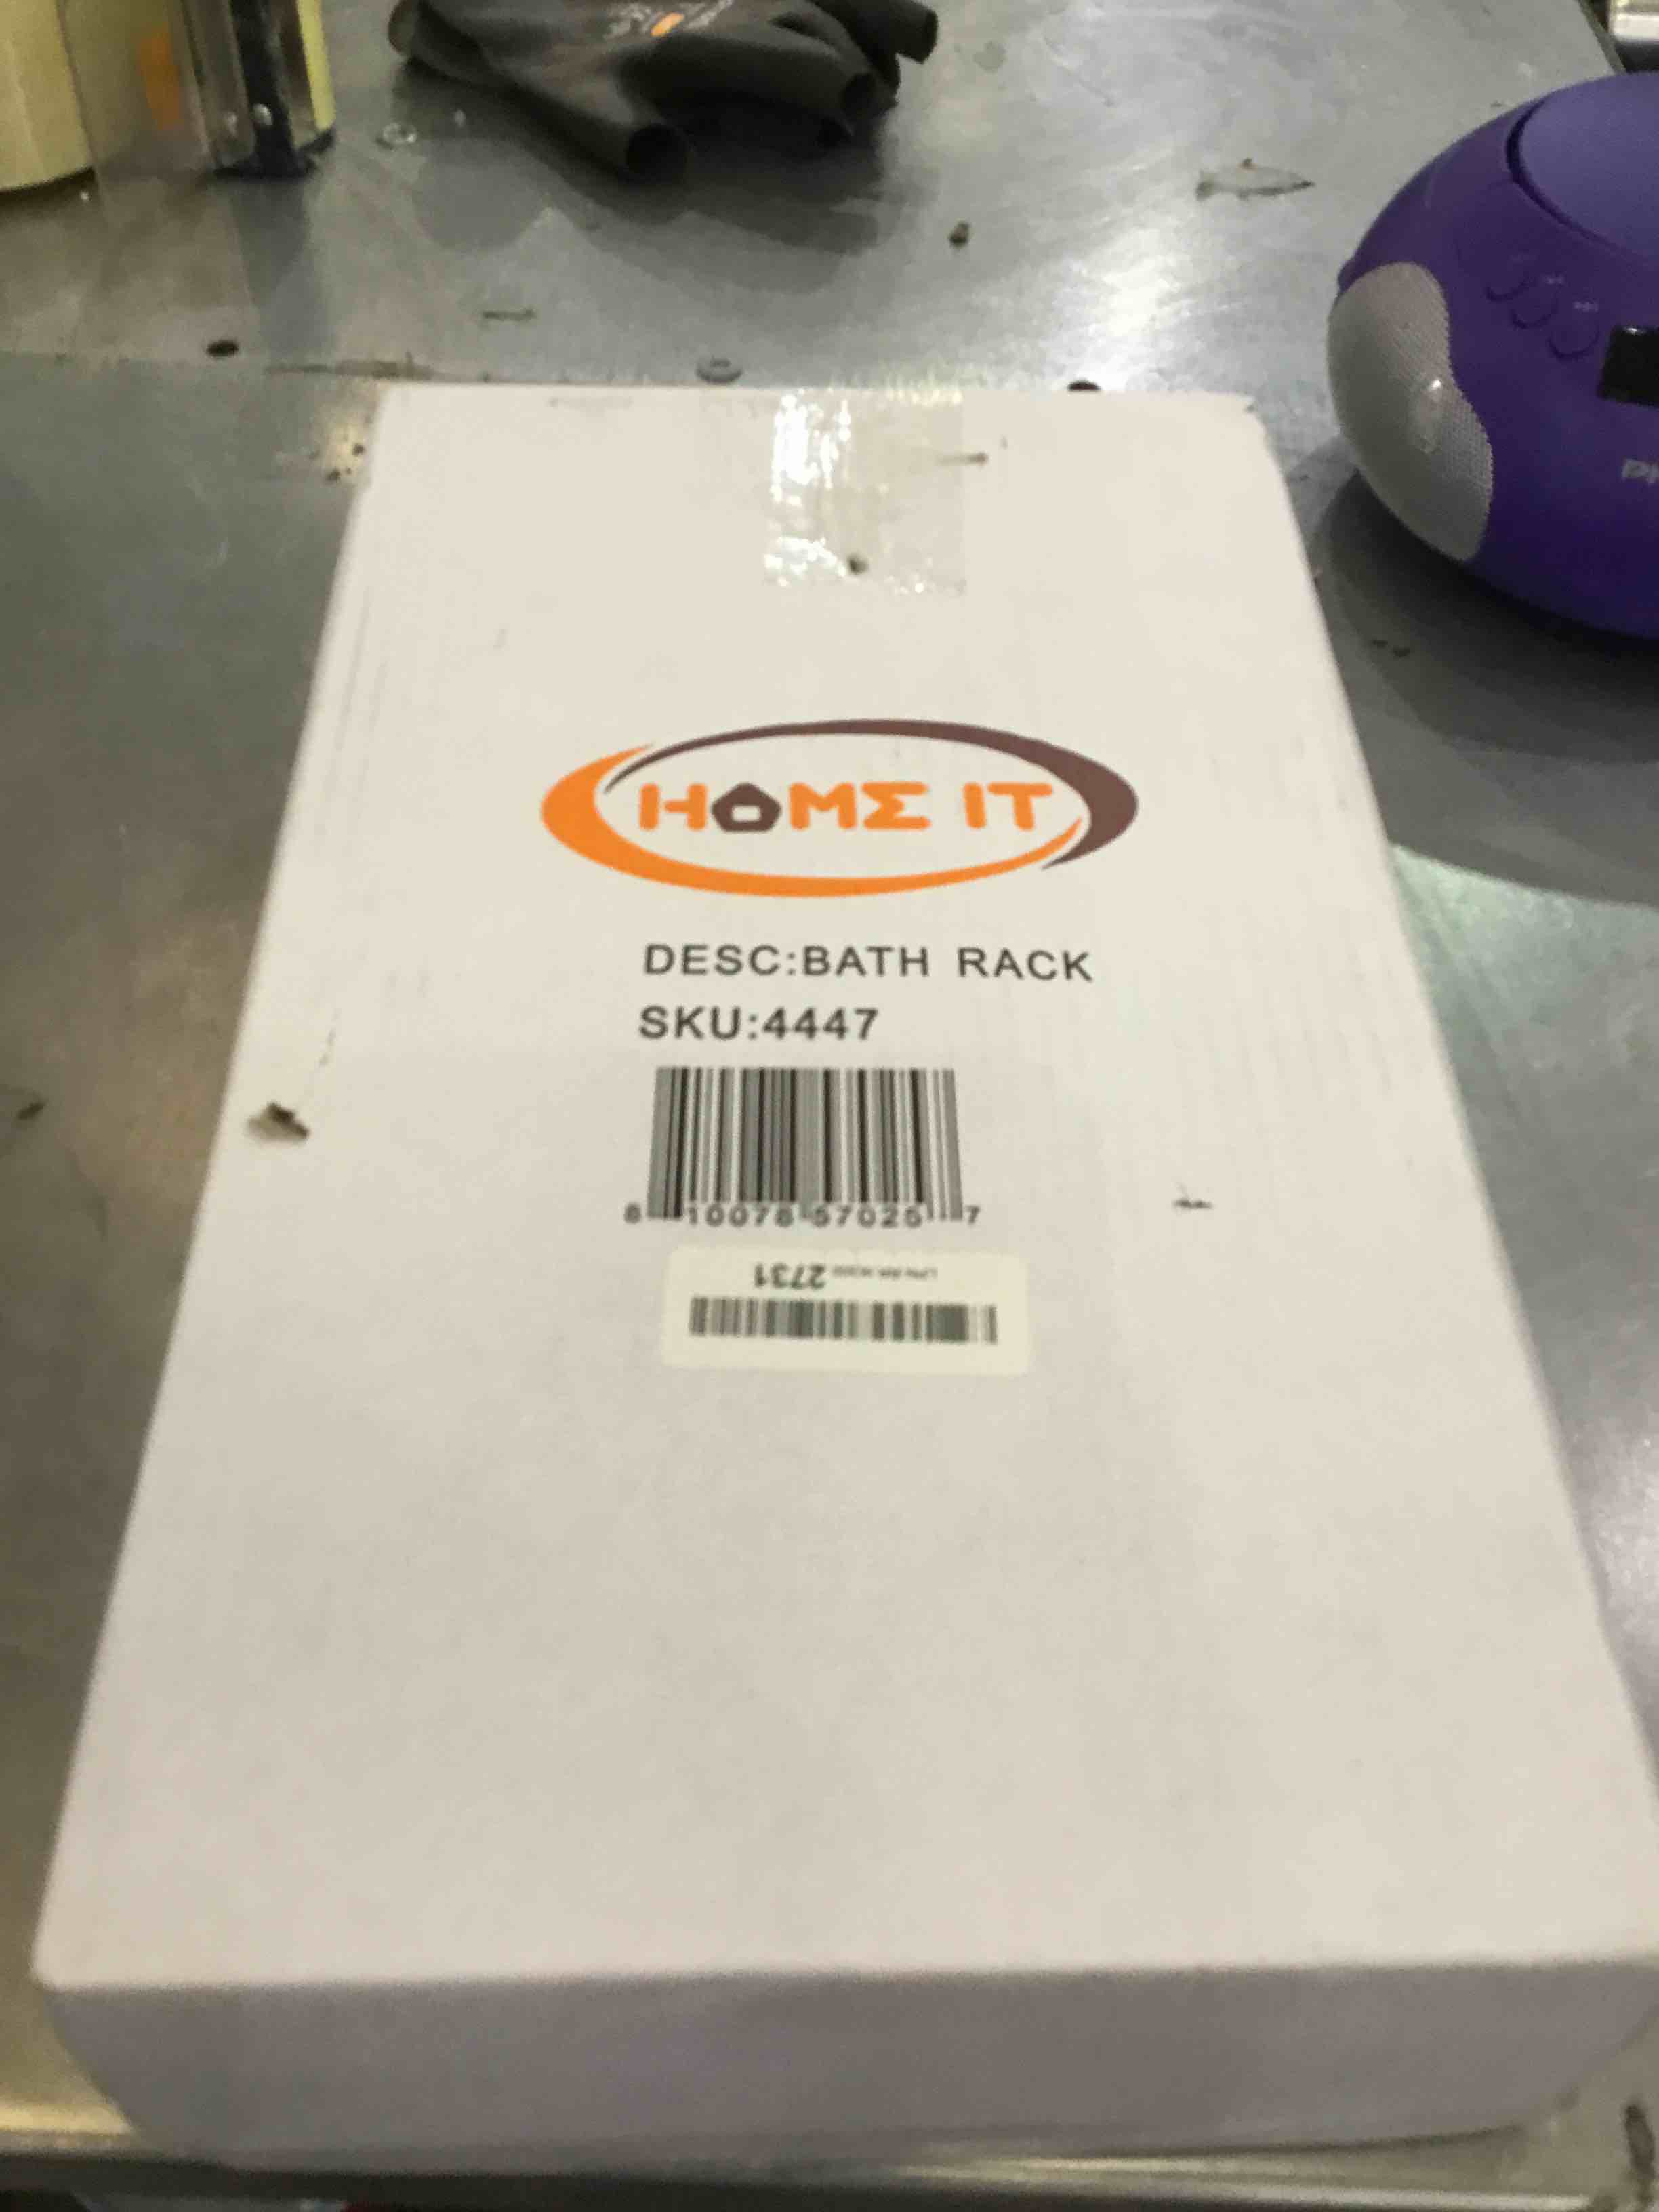 HOME IT
DESC:BATH RACK
SKU:4447
8 10078 57025 7
2731